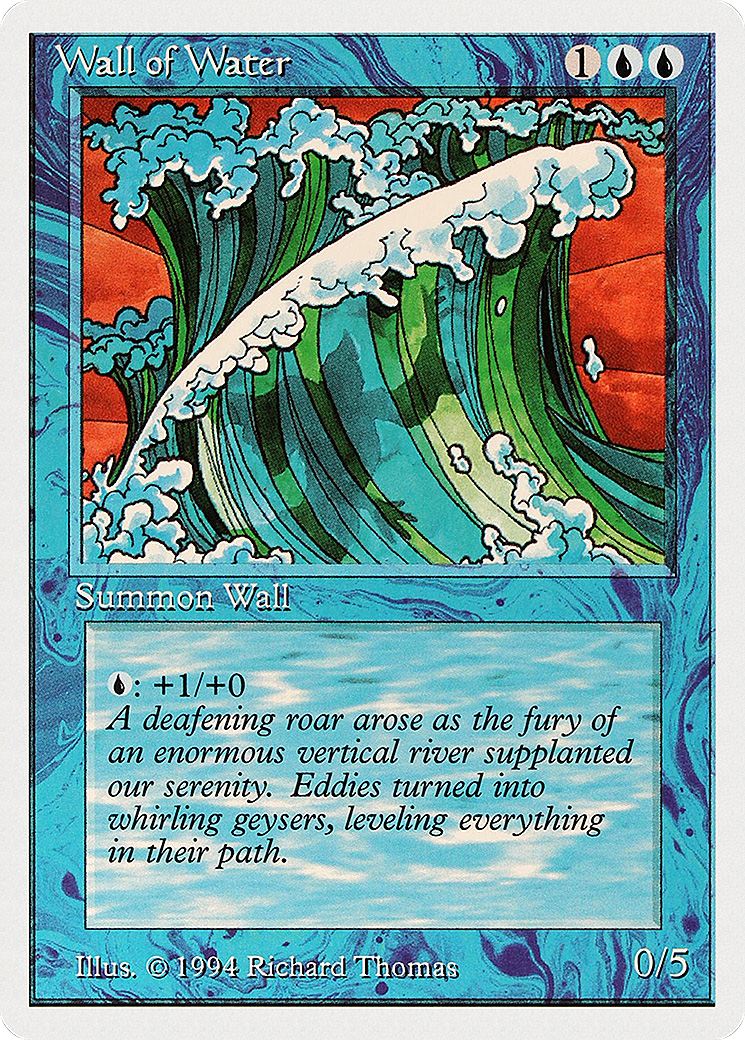 Wall of Water 1
Summon Wall
: +1/+0
A deafening roar arose as the fury of
an enormous vertical river supplanted
our serenity. Eddies turned into
whirling geysers, leveling everything
in their path.
Illus. © 1994 Richard Thomas 0/5